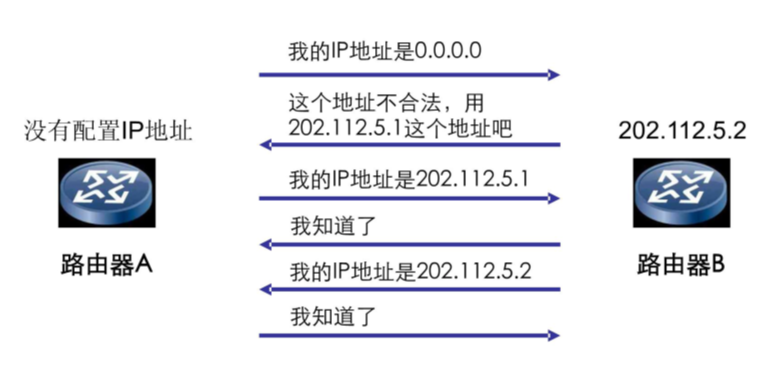 我的IP地址是0.0.0.0
这个地址不合法，用
202.112.5.1这个地址吧
没有配置IP地址
202.112.5.2
我的IP地址是202.112.5.1
我知道了
路由器A
路由器B
我的IP地址是202.112.5.2
我知道了